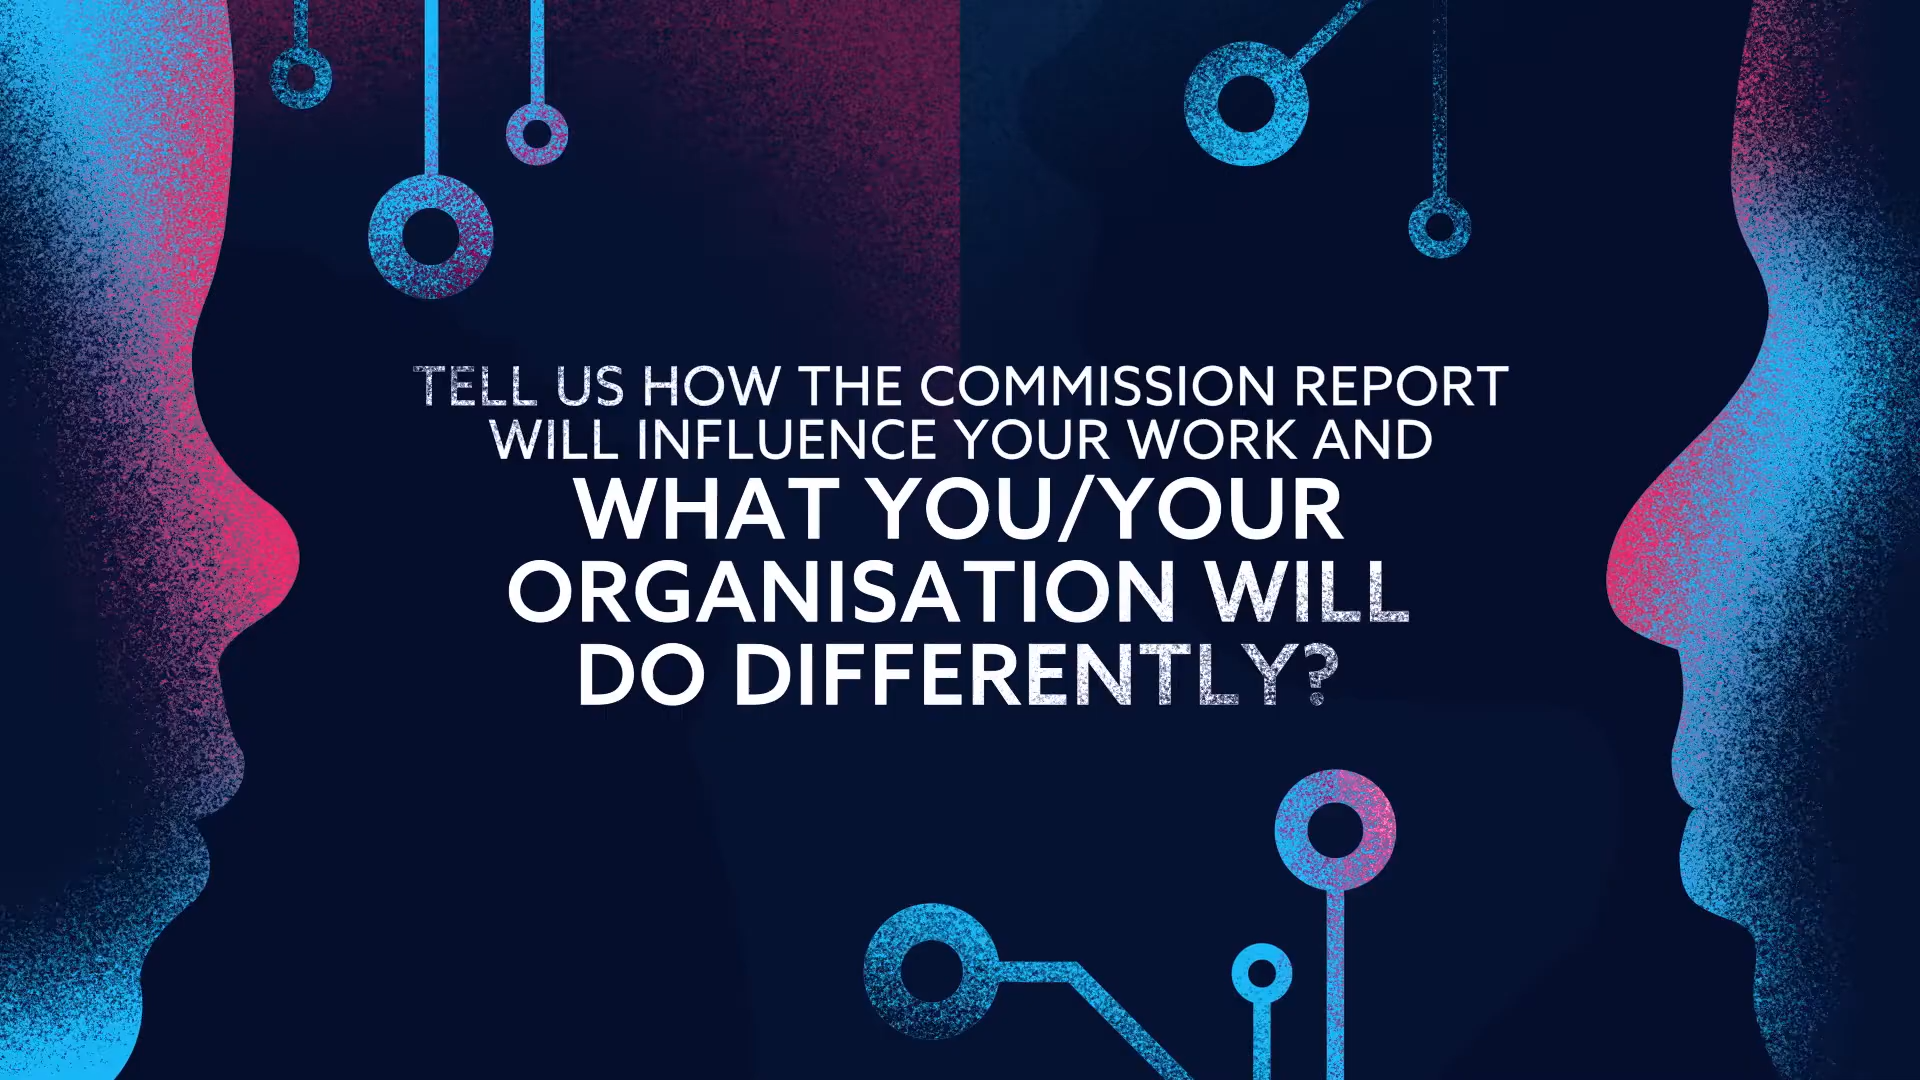 TELL US HOW THE COMMISSION REPORT
WILL INFLUENCE YOUR WORK AND
WHAT YOU/YOUR
ORGANISATION WILL
DO DIFFERENTLY?